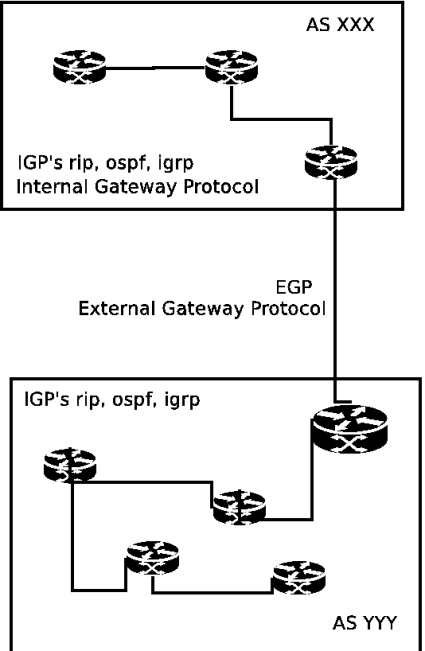 AS XXX
IGP's rip, ospf, igrp
Internal Gateway Protocol
EGP
External Gateway Protocol
IGP's rip, ospf, igrp
AS YYY